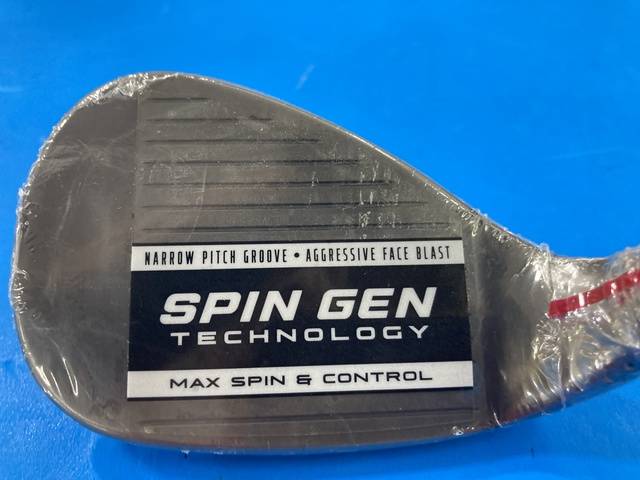 NARROW PITCH GROOVE • AGGRESSIVE FACE BLAST
SPIN GEN
TECHNOLOGY
MAX SPIN & CONTROL